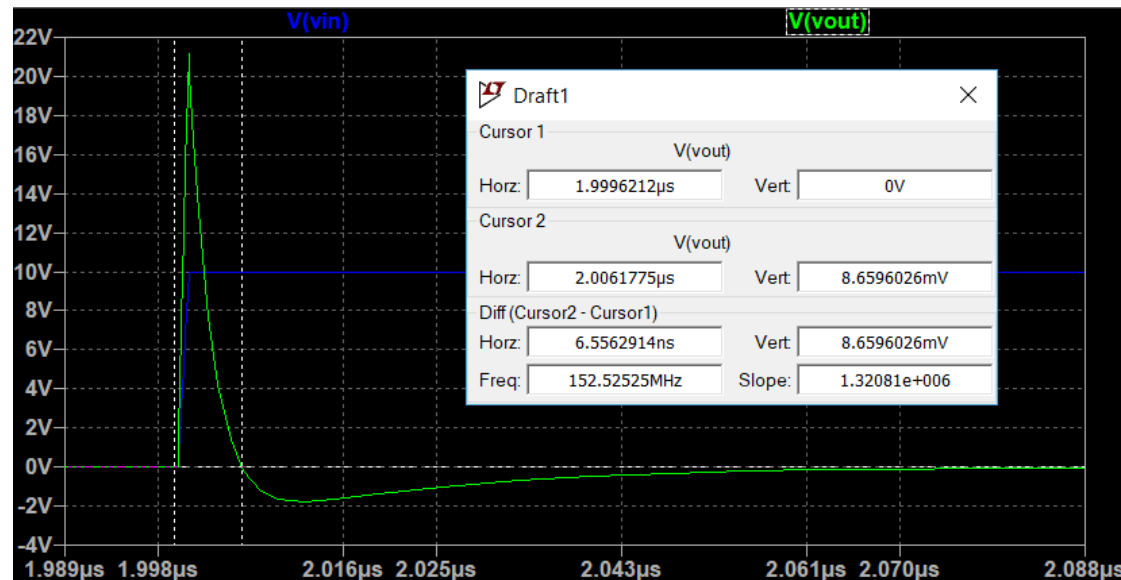 V(vin) V(vout)
22V
20V
18V
16V
14V
12V
10V
8V
6V
4V
2V
0V
-2V
-4V
1.989µs 1.998µs 2.016µs 2.025µs 2.043µs 2.061µs 2.070µs 2.088µs
Draft1
Cursor 1
V(vout)
Horz: 1.9996212µs Vert: 0V
Cursor 2
V(vout)
Horz: 2.0061775µs Vert: 8.6596026mV
Diff (Cursor2 - Cursor1)
Horz: 6.5562914ns Vert: 8.6596026mV
Freq: 152.52525MHz Slope: 1.32081e+006